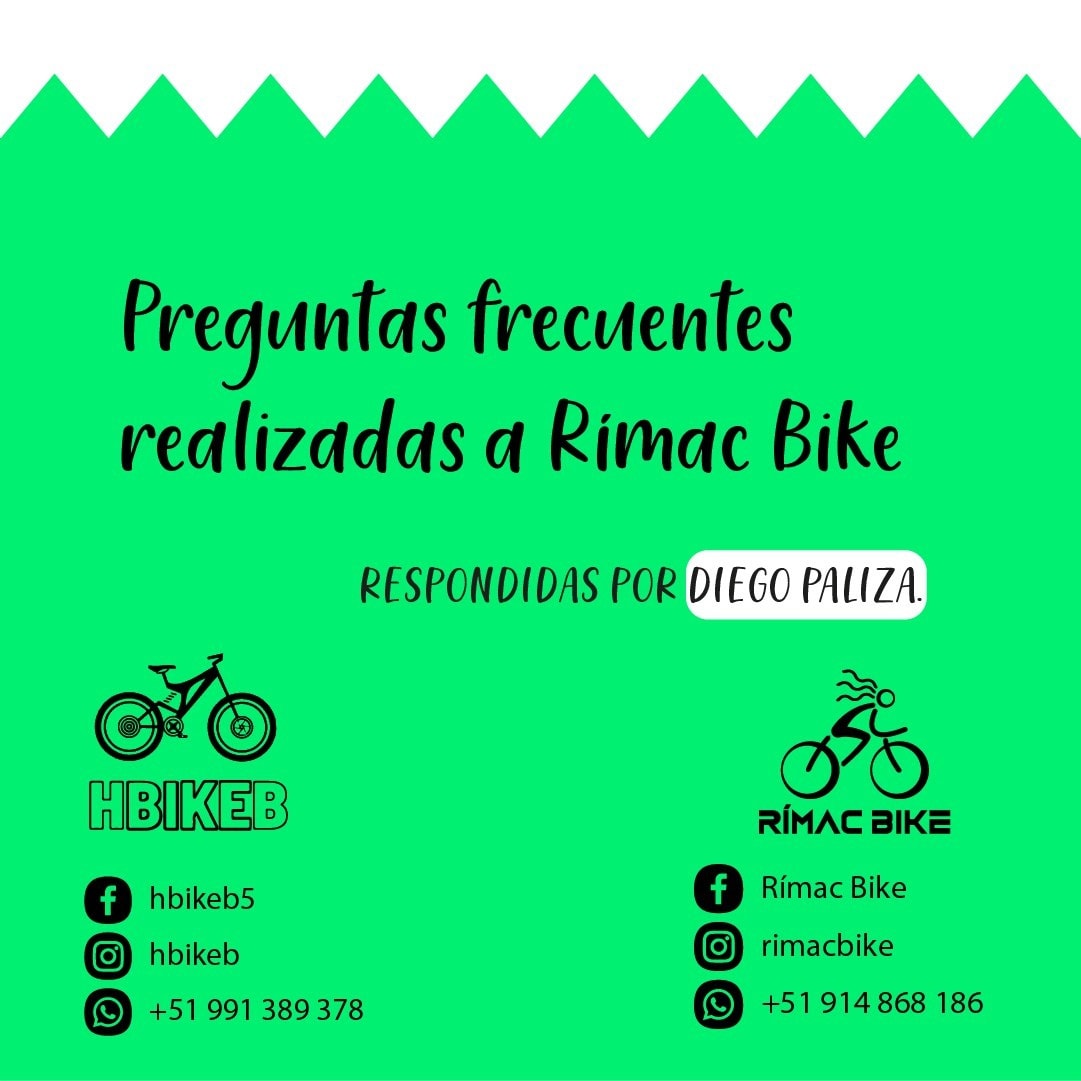 Preguntas frecuentes
realizadas a Rímac Bike
RESPONDIDAS POR DIEGO PALIZA.
HBIKEB
hbikeb5
hbikeb
+51 991 389 378
RÍMAC BIKE
Rímac Bike
rimacbike
+51 914 868 186